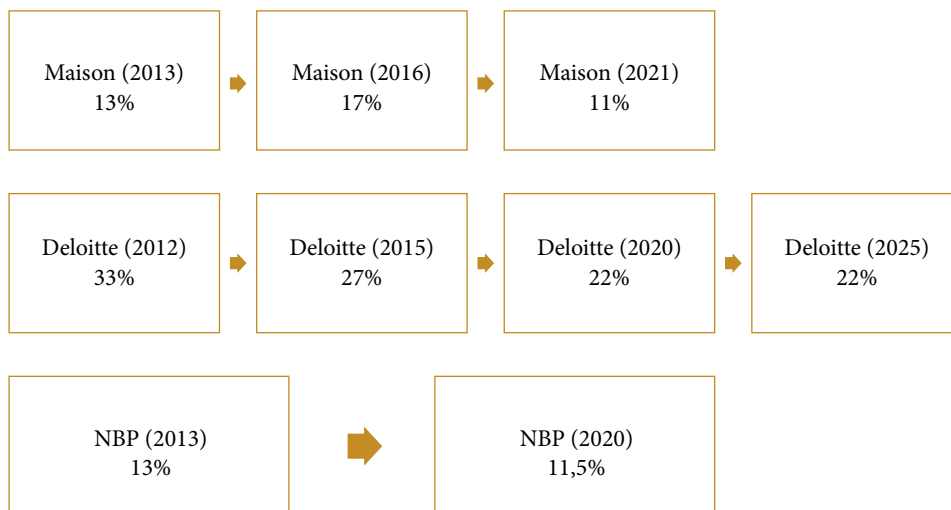 Maison (2013)
13%
Maison (2016)
17%
Maison (2021)
11%
Deloitte (2012)
33%
Deloitte (2015)
27%
Deloitte (2020)
22%
Deloitte (2025)
22%
NBP (2013)
13%
NBP (2020)
11,5%